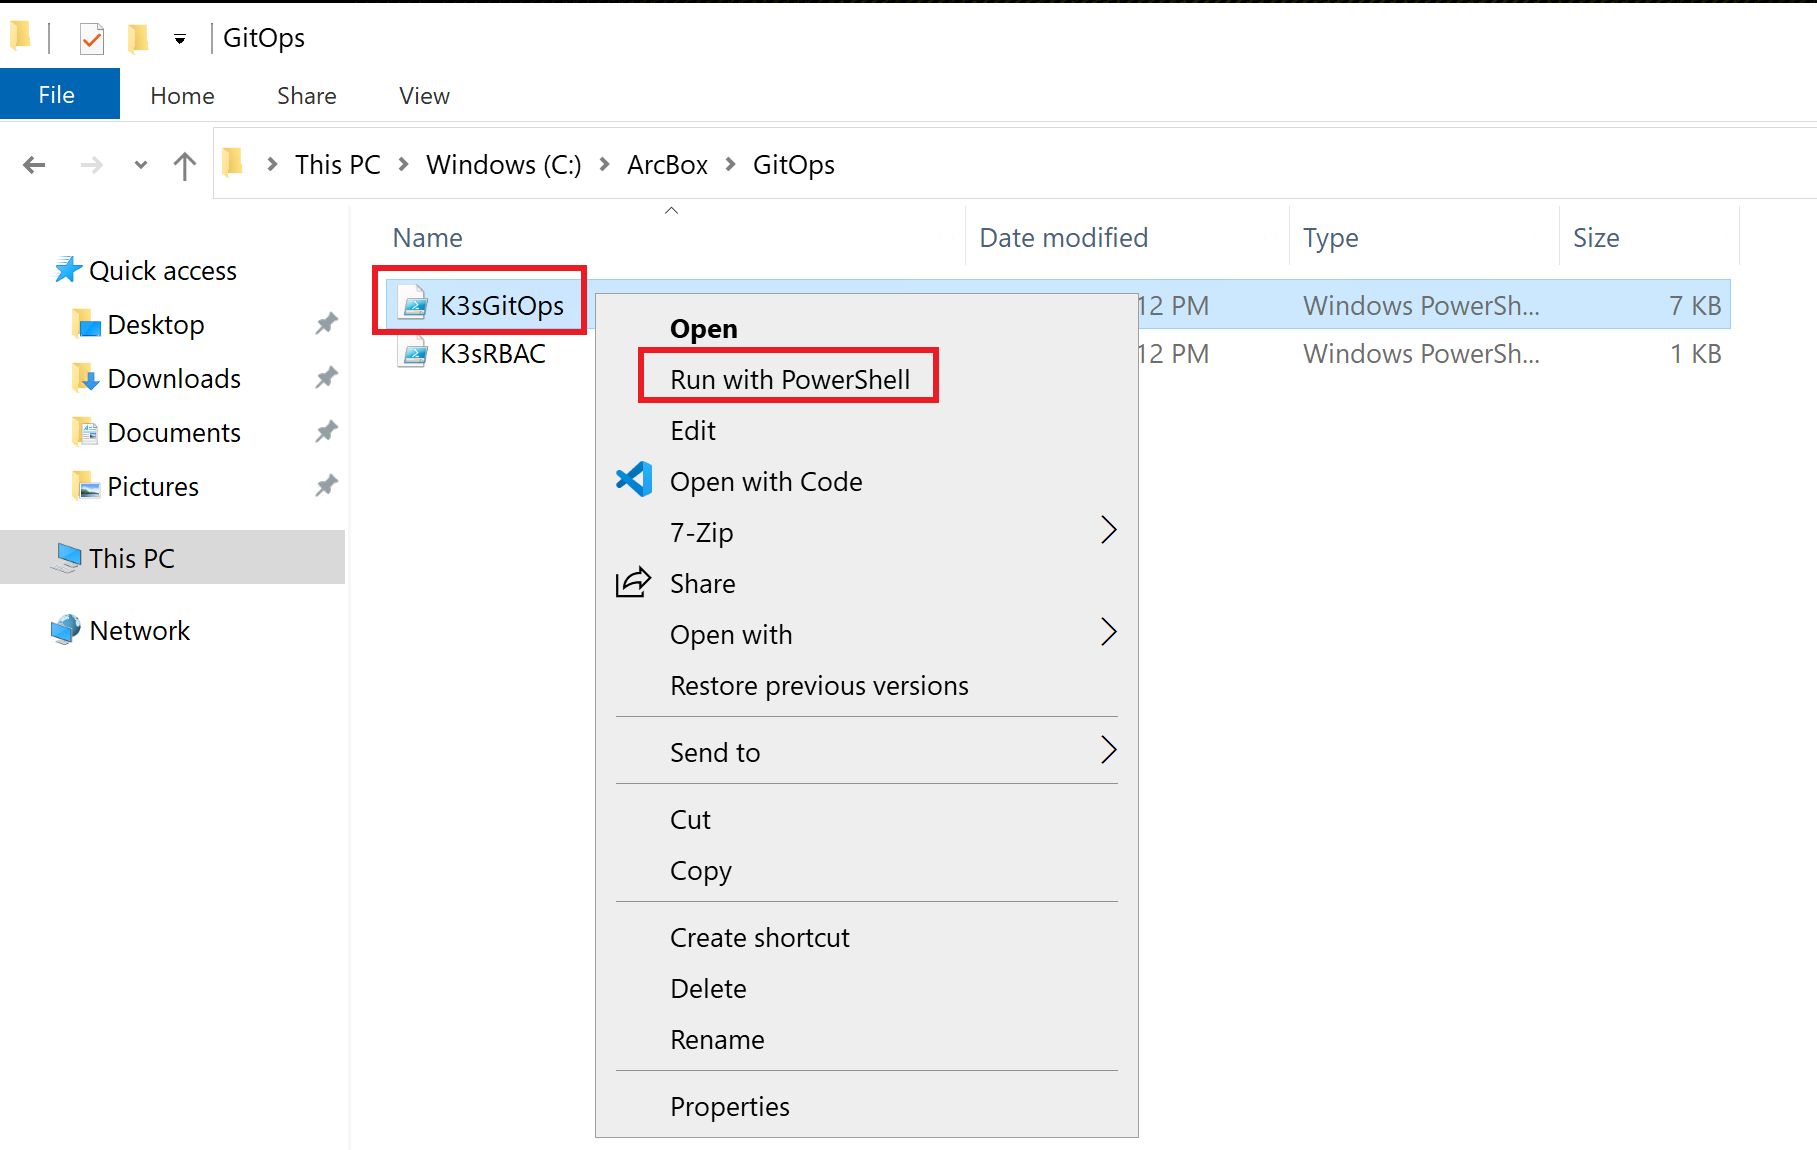 GitOps
File Home Share View
This PC Windows (C:) ArcBox GitOps
Name Date modified Type Size
Quick access
Desktop
Downloads
Documents
Pictures
This PC
Network
K3sGitOps 12 PM Windows PowerSh... 7 KB
K3sRBAC 12 PM Windows PowerSh... 1 KB
Open
Run with PowerShell
Edit
Open with Code
7-Zip
Share
Open with
Restore previous versions
Send to
Cut
Copy
Create shortcut
Delete
Rename
Properties